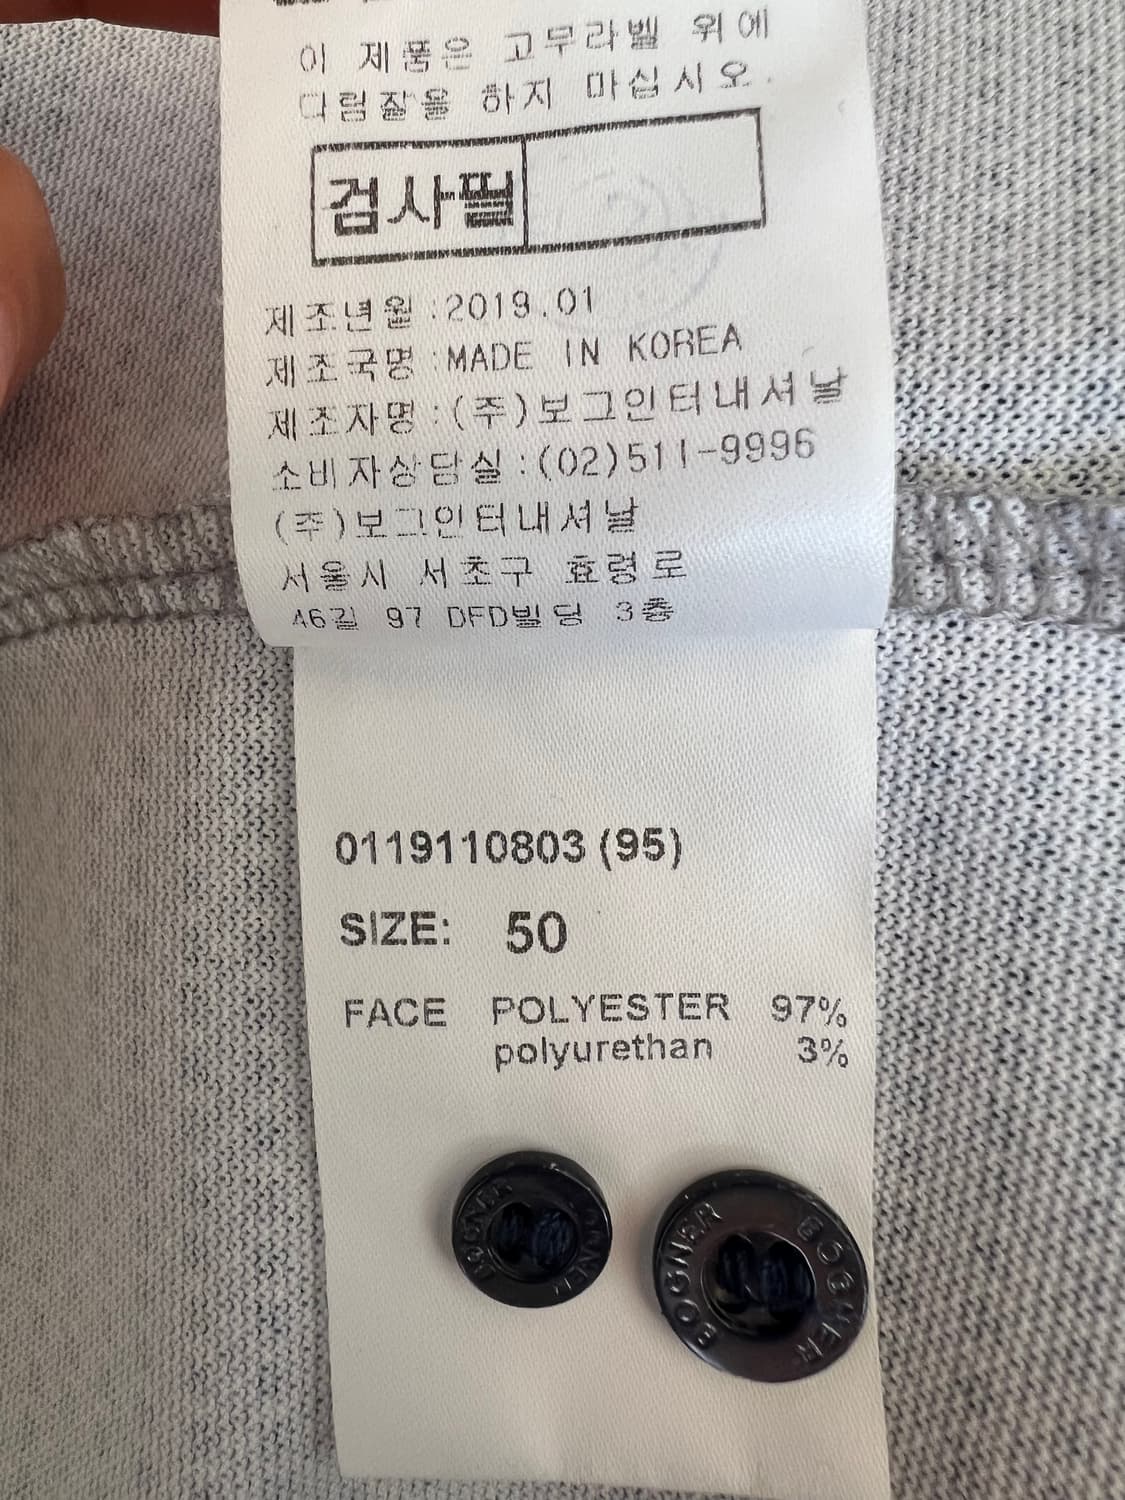 이 제품은 고무라벨 위에
다림질을 하지 마십시오.
검사필
제조년월:2019.01
제조국명:MADE IN KOREA
제조자명:(주)보그인터내셔날
소비자상담실:(02)511-9996
(주)보그인터내셔날
서울시 서초구 효령로
46길 97 DFD빌딩 3층
0119110803 (95)
SIZE: 50
FACE POLYESTER 97%
polyurethan 3%
BOGNER BOGNER
BOGNER BOGNER